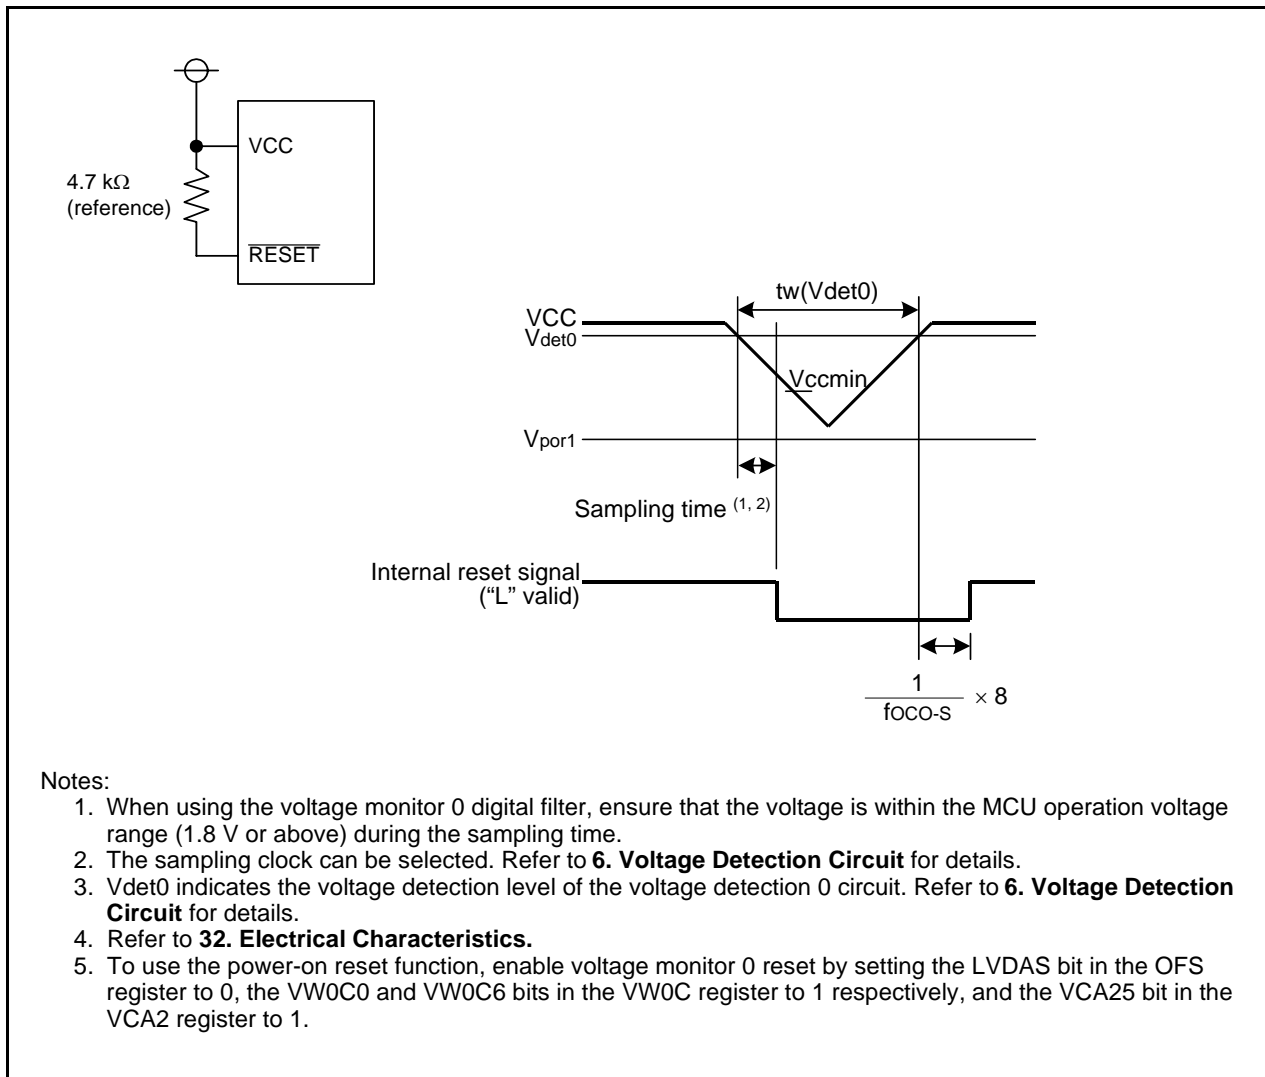 VCC
4.7 kΩ
(reference)
RESET
tw(Vdet0)
VCC
Vdet0
Vccmin
Vpor1
Sampling time (1, 2)
Internal reset signal
(“L” valid)
1
fOCO-S
× 8
Notes:
1. When using the voltage monitor 0 digital filter, ensure that the voltage is within the MCU operation voltage
range (1.8 V or above) during the sampling time.
2. The sampling clock can be selected. Refer to 6. Voltage Detection Circuit for details.
3. Vdet0 indicates the voltage detection level of the voltage detection 0 circuit. Refer to 6. Voltage Detection
Circuit for details.
4. Refer to 32. Electrical Characteristics.
5. To use the power-on reset function, enable voltage monitor 0 reset by setting the LVDAS bit in the OFS
register to 0, the VW0C0 and VW0C6 bits in the VW0C register to 1 respectively, and the VCA25 bit in the
VCA2 register to 1.